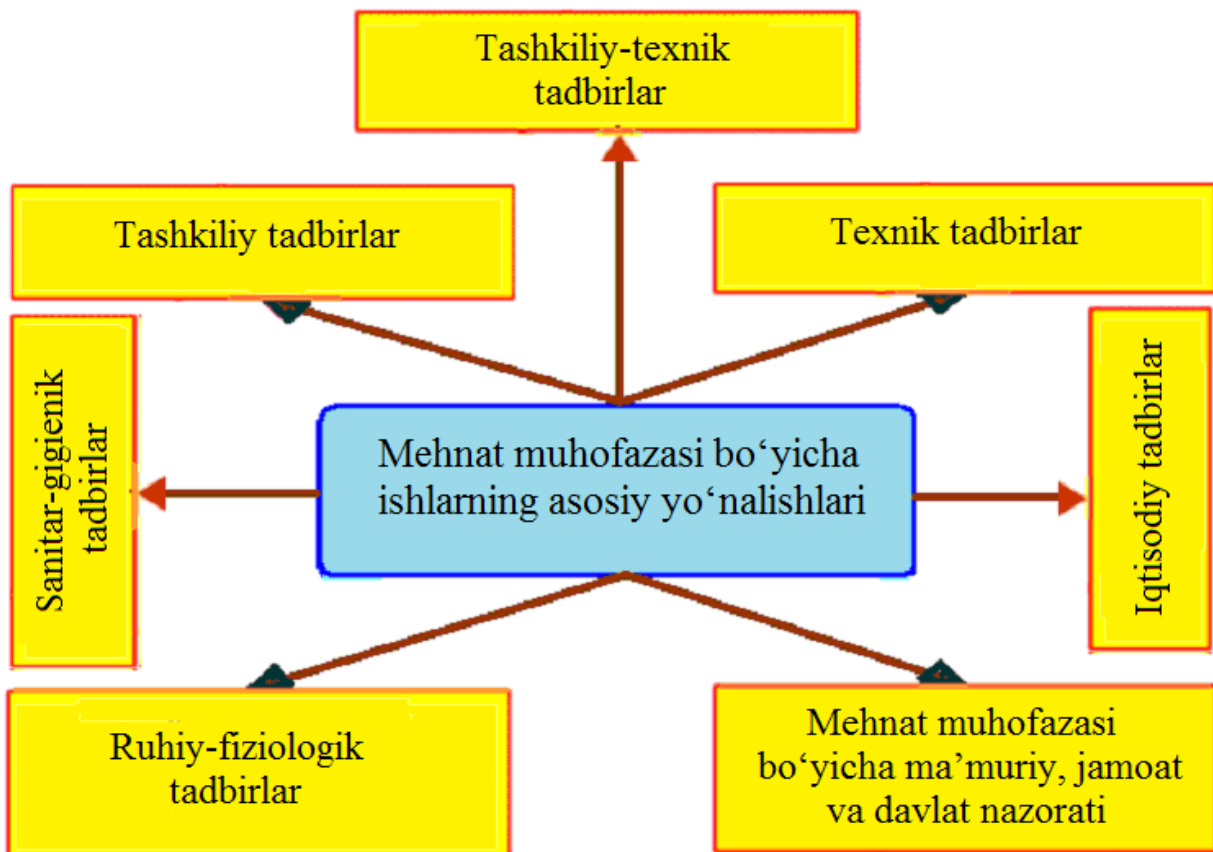 Tashkiliy-texnik
tadbirlar
Tashkiliy tadbirlar
Texnik tadbirlar
Sanitar-gigienik
tadbirlar
Mehnat muhofazasi bo‘yicha
ishlarning asosiy yo‘nalishlari
Iqtisodiy tadbirlar
Ruhiy-fiziologik
tadbirlar
Mehnat muhofazasi
bo‘yicha ma’muriy, jamoat
va davlat nazorati